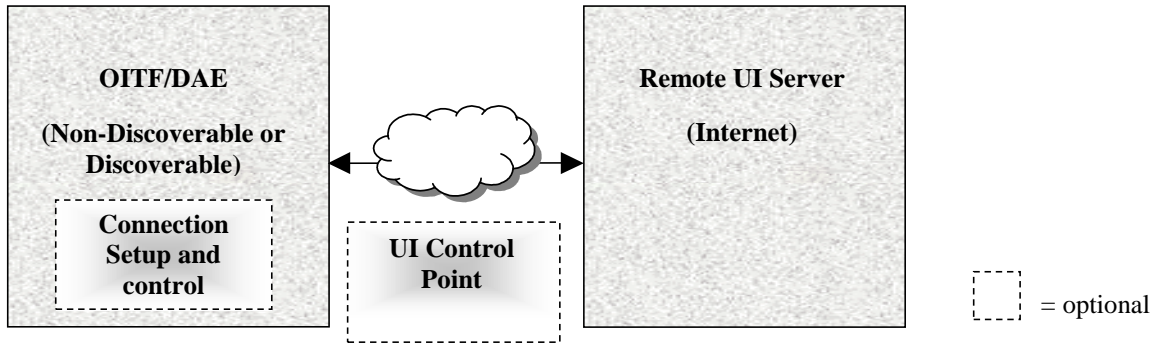 OITF/DAE
(Non-Discoverable or
Discoverable)
Connection
Setup and
control
UI Control
Point
Remote UI Server
(Internet)
= optional